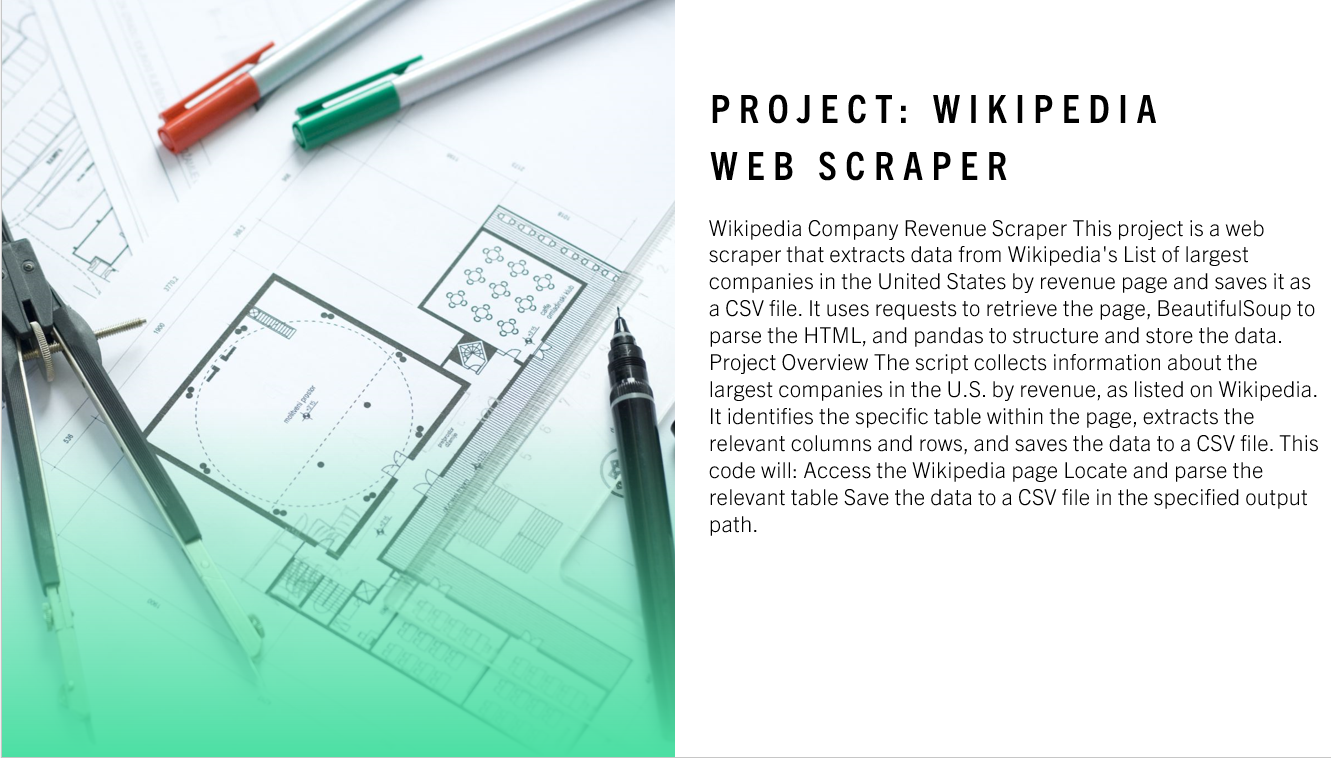 PROJECT: WIKIPEDIA
WEB SCRAPER
Wikipedia Company Revenue Scraper This project is a web
scraper that extracts data from Wikipedia's List of largest
companies in the United States by revenue page and saves it as
a CSV file. It uses requests to retrieve the page, BeautifulSoup to
parse the HTML, and pandas to structure and store the data.
Project Overview The script collects information about the
largest companies in the U.S. by revenue, as listed on Wikipedia.
It identifies the specific table within the page, extracts the
relevant columns and rows, and saves the data to a CSV file. This
code will: Access the Wikipedia page Locate and parse the
relevant table Save the data to a CSV file in the specified output
path.